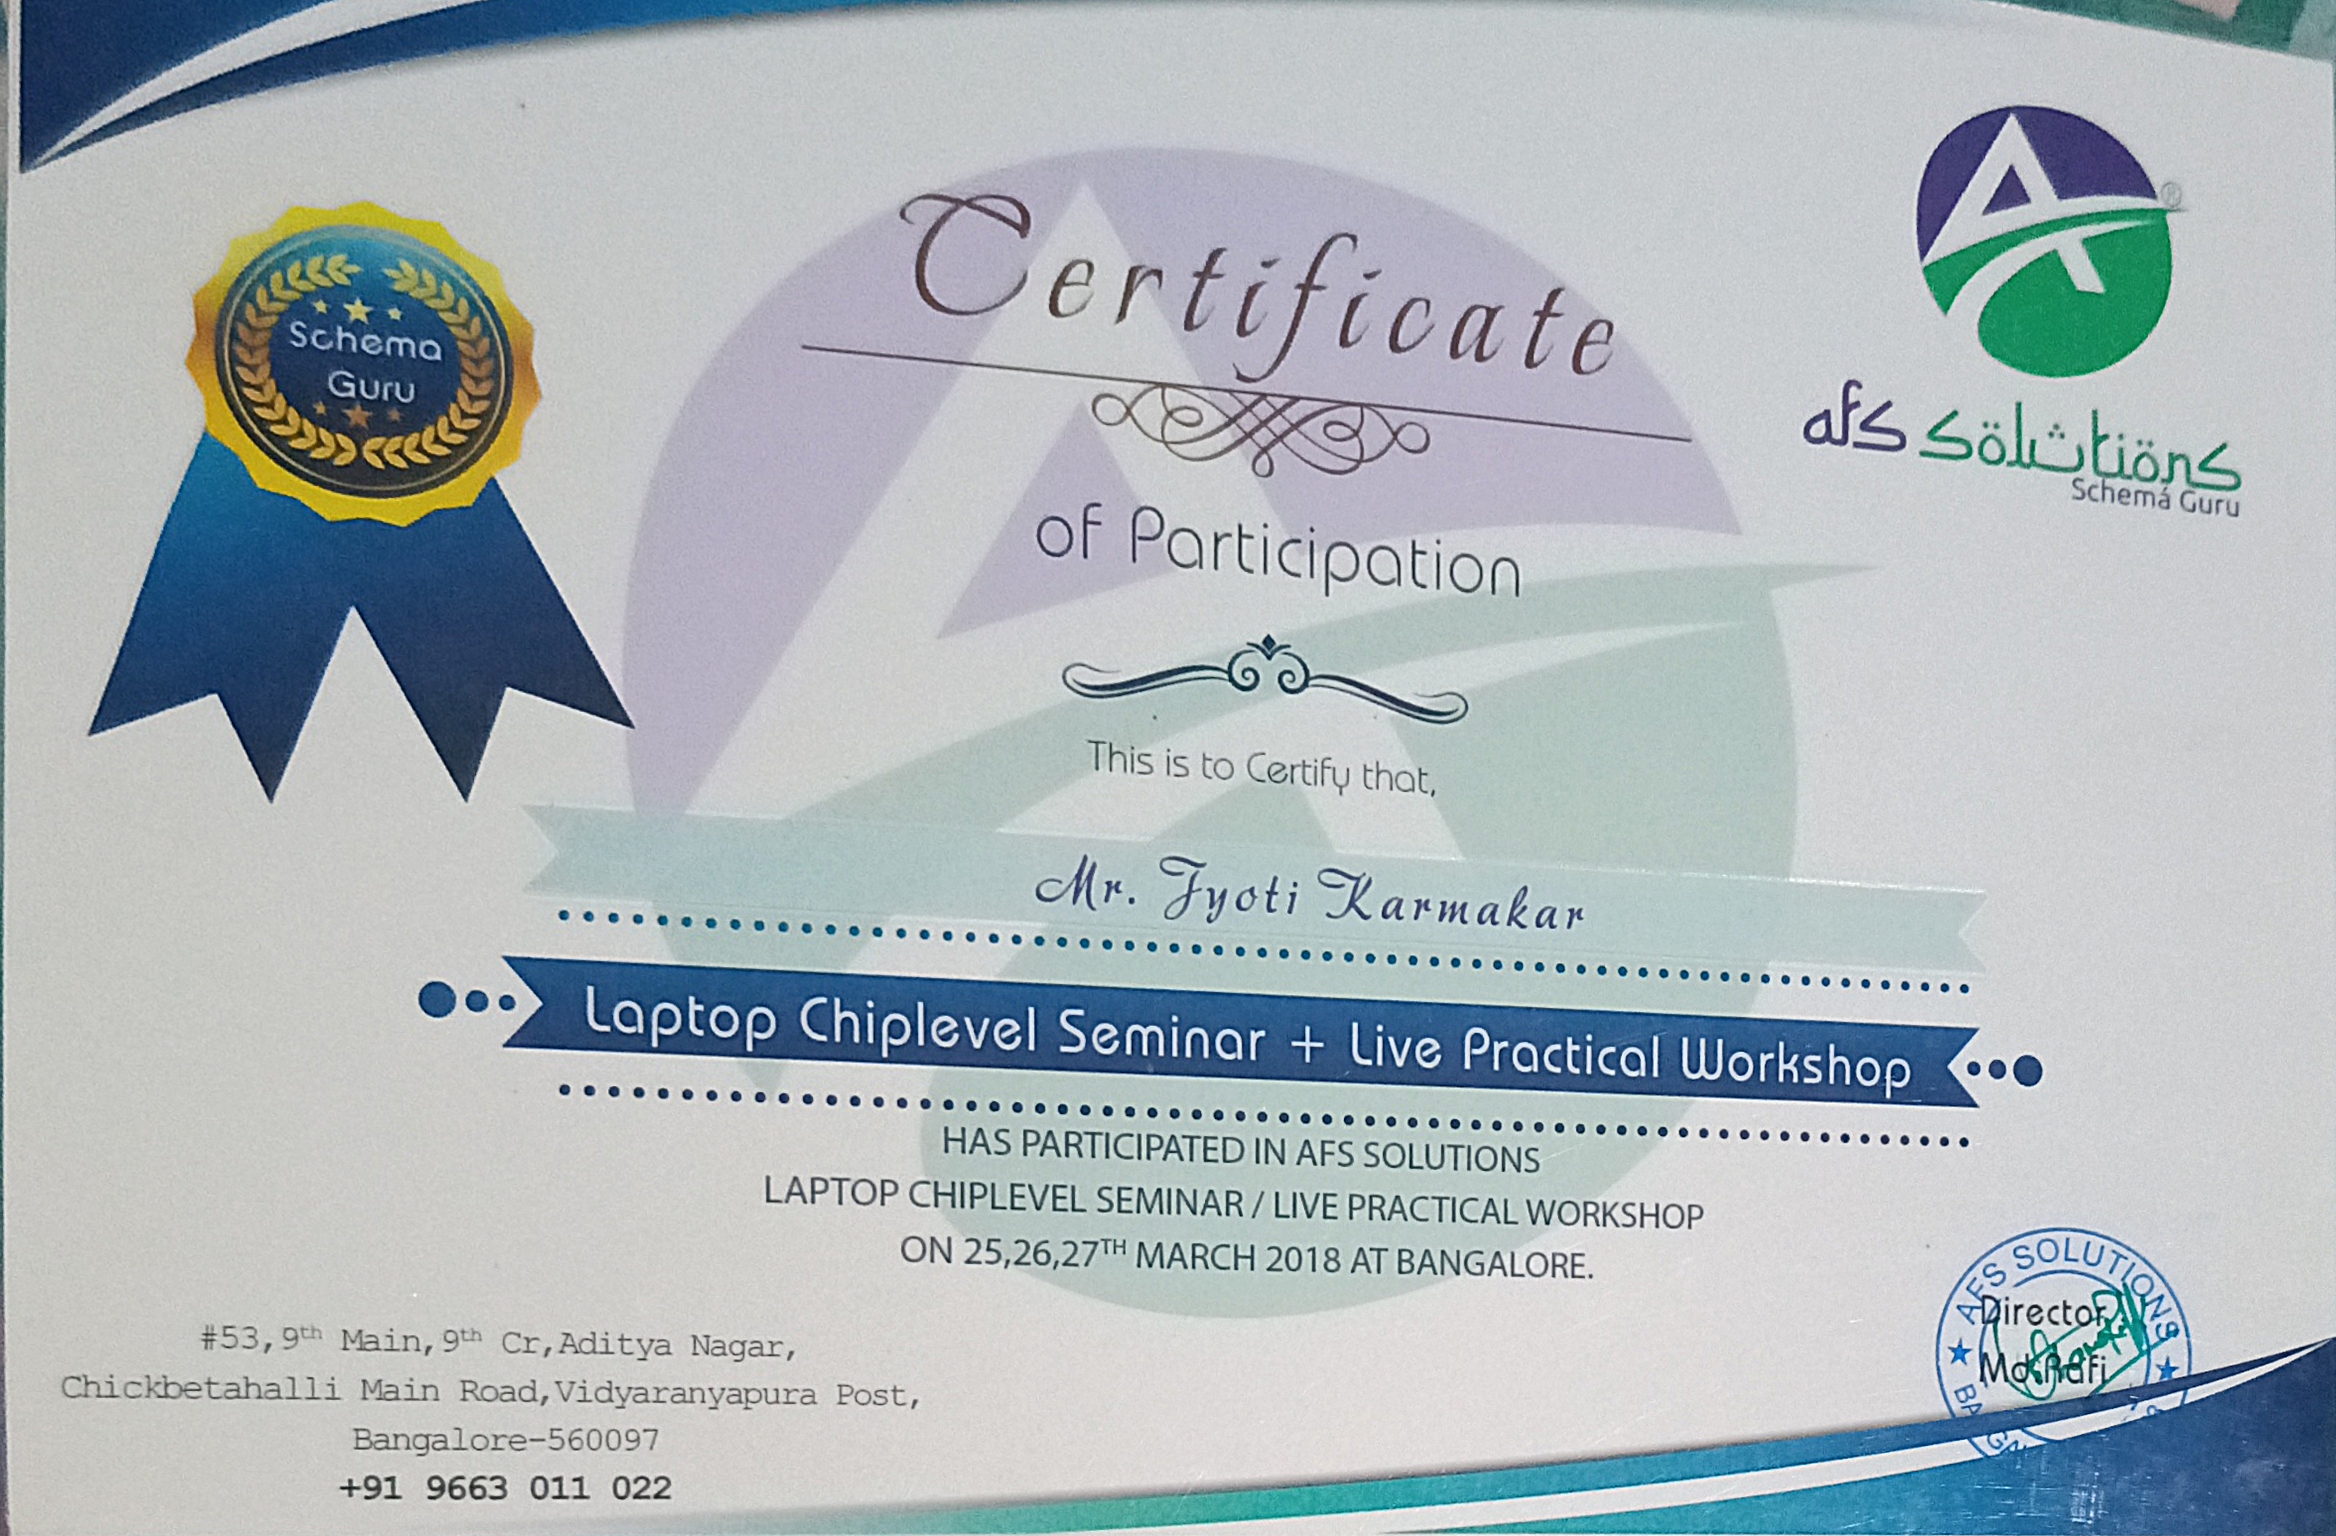 Schema
Guru
Certificate
®
afs solutions
Schema Guru
of Participation
This is to Certify that,
Mr. Jyoti Karmakar
Laptop Chiplevel Seminar + Live Practical Workshop
HAS PARTICIPATED IN AFS SOLUTIONS
LAPTOP CHIPLEVEL SEMINAR / LIVE PRACTICAL WORKSHOP
ON 25,26,27TH MARCH 2018 AT BANGALORE.
#53,9th Main,9th Cr,Aditya Nagar,
Chickbetahalli Main Road,Vidyaranyapura Post,
Bangalore-560097
+91 9663 011 022
AFS SOLUTIONS
Director
Md.Rafi